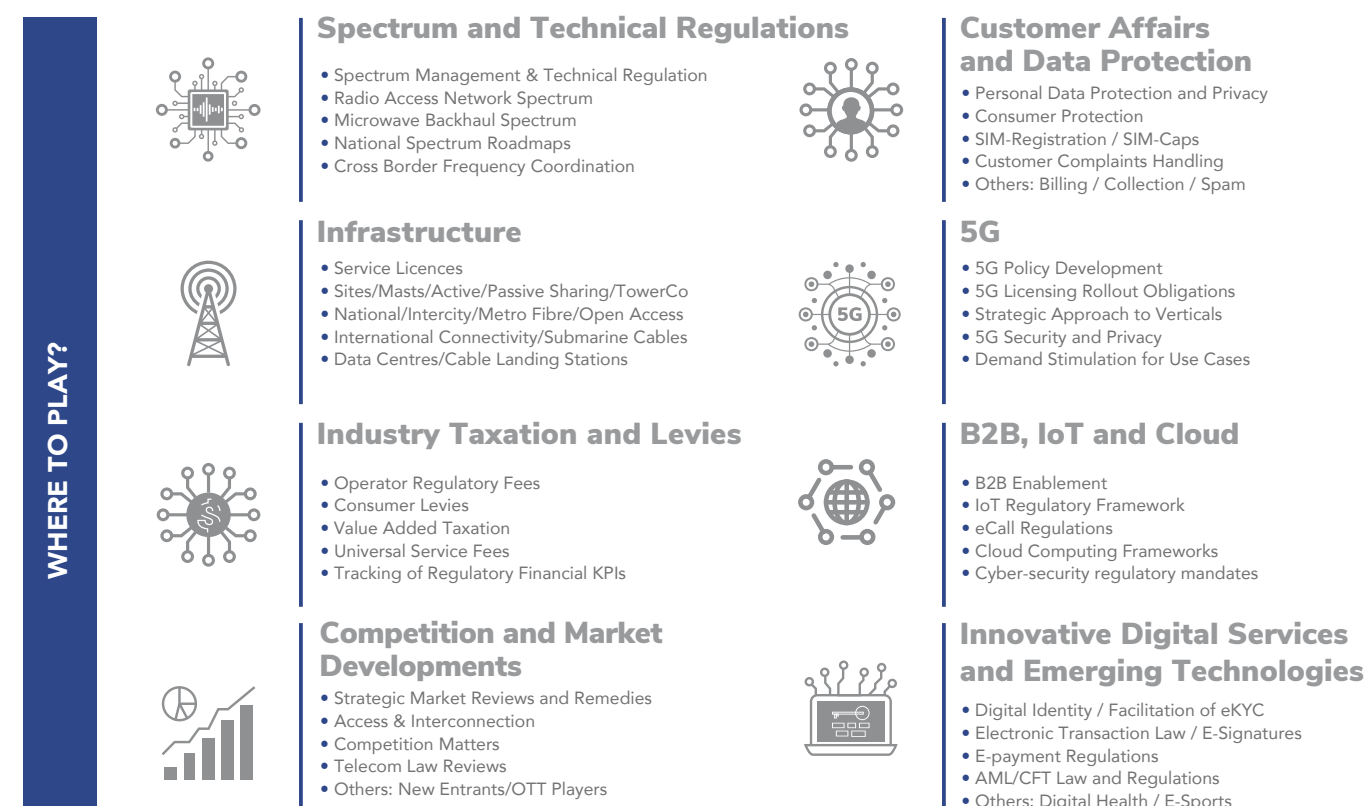 WHERE TO PLAY?
Spectrum and Technical Regulations
• Spectrum Management & Technical Regulation
• Radio Access Network Spectrum
• Microwave Backhaul Spectrum
• National Spectrum Roadmaps
• Cross Border Frequency Coordination
Customer Affairs
and Data Protection
• Personal Data Protection and Privacy
• Consumer Protection
• SIM-Registration / SIM-Caps
• Customer Complaints Handling
• Others: Billing / Collection / Spam
Infrastructure
• Service Licences
• Sites/Masts/Active/Passive Sharing/TowerCo
• National/Intercity/Metro Fibre/Open Access
• International Connectivity/Submarine Cables
• Data Centres/Cable Landing Stations
5G
5G
• 5G Policy Development
• 5G Licensing Rollout Obligations
• Strategic Approach to Verticals
• 5G Security and Privacy
• Demand Stimulation for Use Cases
Industry Taxation and Levies
$
• Operator Regulatory Fees
• Consumer Levies
• Value Added Taxation
• Universal Service Fees
• Tracking of Regulatory Financial KPIs
B2B, IoT and Cloud
• B2B Enablement
• IoT Regulatory Framework
• eCall Regulations
• Cloud Computing Frameworks
• Cyber-security regulatory mandates
Competition and Market
Developments
• Strategic Market Reviews and Remedies
• Access & Interconnection
• Competition Matters
• Telecom Law Reviews
• Others: New Entrants/OTT Players
Innovative Digital Services
and Emerging Technologies
• Digital Identity / Facilitation of eKYC
• Electronic Transaction Law / E-Signatures
• E-payment Regulations
• AML/CFT Law and Regulations
• Others: Digital Health / E-Sports